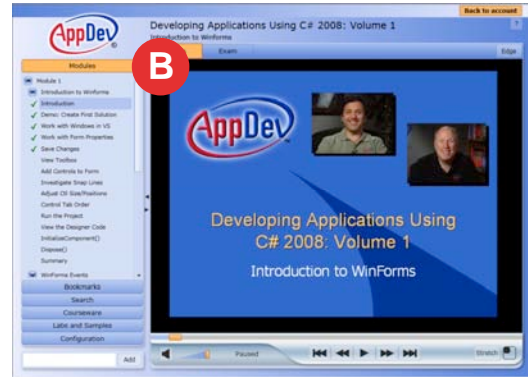 Back to account
AppDev
Developing Applications Using C# 2008: Volume 1
Introduction to Winforms
?
B
Exam
Edge
Modules
Module 1
Introduction to Winforms
Introduction
Demo: Create First Solution
Work with Windows in VS
Work with Form Properties
Save Changes
View Toolbox
Add Controls to Form
Investigate Snap Lines
Adjust Ctl Size/Positions
Control Tab Order
Run the Project
View the Designer Code
InitializeComponent()
Dispose()
Summary
WinForms Events
Bookmarks
Search
Courseware
Labs and Samples
Configuration
Add
AppDev
Developing Applications Using
C# 2008: Volume 1
Introduction to WinForms
Paused
Stretch